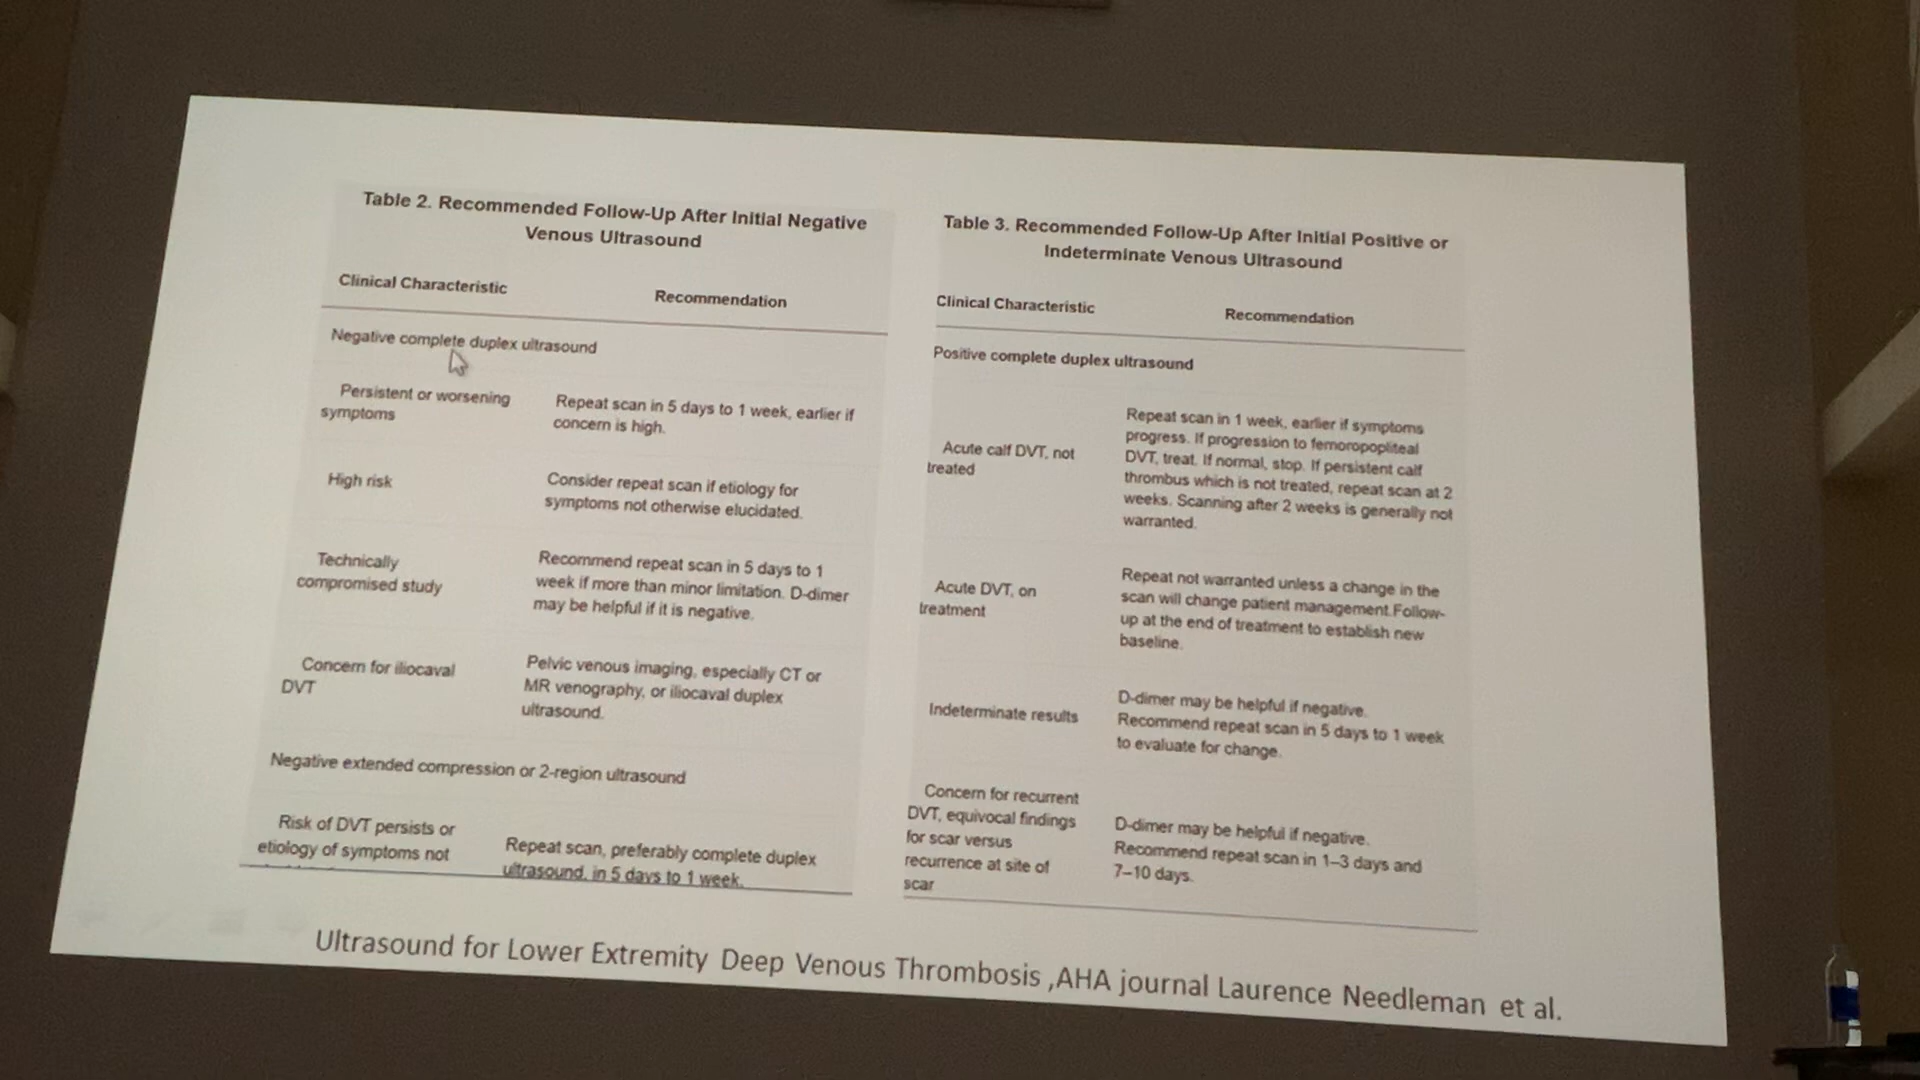 Table 2. Recommended Follow-Up After Initial Negative
Venous Ultrasound
Clinical Characteristic
Recommendation
Negative complete duplex ultrasound
Persistent or worsening
symptoms
Repeat scan in 5 days to 1 week, earlier if
concern is high.
High risk
Consider repeat scan if etiology for
symptoms not otherwise elucidated.
Technically
compromised study
Recommend repeat scan in 5 days to 1
week if more than minor limitation. D-dimer
may be helpful if it is negative.
Concern for iliocaval
DVT
Pelvic venous imaging, especially CT or
MR venography, or iliocaval duplex
ultrasound.
Negative extended compression or 2-region ultrasound
Risk of DVT persists or
etiology of symptoms not
Repeat scan, preferably complete duplex
ultrasound, in 5 days to 1 week.
Table 3. Recommended Follow-Up After Initial Positive or
Indeterminate Venous Ultrasound
Clinical Characteristic
Recommendation
Positive complete duplex ultrasound
Acute calf DVT, not
treated
Repeat scan in 1 week, earlier if symptoms
progress. If progression to femoropopliteal
DVT, treat. If normal, stop. If persistent calf
thrombus which is not treated, repeat scan at 2
weeks. Scanning after 2 weeks is generally not
warranted.
Acute DVT, on
treatment
Repeat not warranted unless a change in the
scan will change patient management.Follow-
up at the end of treatment to establish new
baseline.
Indeterminate results
D-dimer may be helpful if negative.
Recommend repeat scan in 5 days to 1 week
to evaluate for change.
Concern for recurrent
DVT, equivocal findings
for scar versus
recurrence at site of
scar
D-dimer may be helpful if negative.
Recommend repeat scan in 1–3 days and
7–10 days.
Ultrasound for Lower Extremity Deep Venous Thrombosis ,AHA journal Laurence Needleman et al.